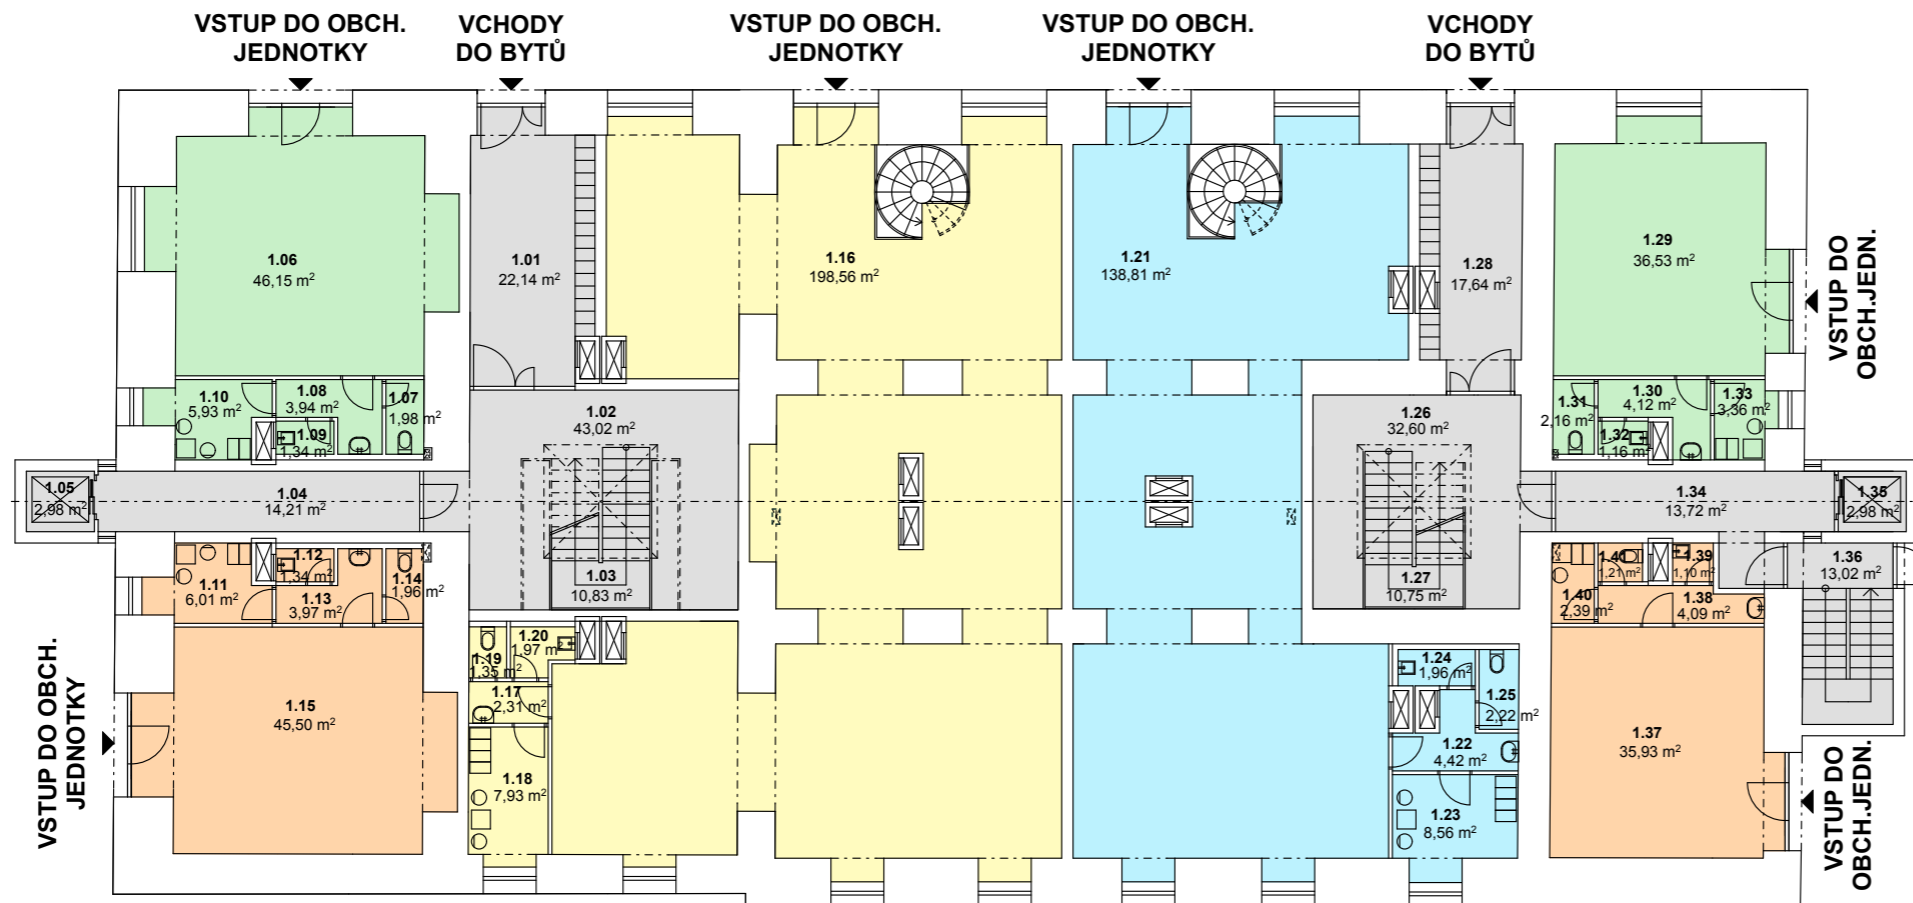 VSTUP DO OBCH.
JEDNOTKY
VCHODY
DO BYTŮ
VSTUP DO OBCH.
JEDNOTKY
VSTUP DO OBCH.
JEDNOTKY
VCHODY
DO BYTŮ
1.06
46,15 m²
1.01
22,14 m²
1.16
198,56 m²
1.21
138,81 m²
1.28
17,64 m²
1.29
36,53 m²
VSTUP DO
OBCH.JEDN.
1.10
5,93 m²
1.08
3,94 m²
1.07
1,98 m²
1.09
1,34 m²
1.02
43,02 m²
1.26
32,60 m²
1.31
2,16 m²
1.30
4,12 m²
1.33
3,36 m²
1.32
1,16 m²
1.05
2,98 m²
1.04
14,21 m²
1.34
13,72 m²
1.35
2,98 m²
1.11
6,01 m²
1.12
1,34 m²
1.13
3,97 m²
1.14
1,96 m²
1.03
10,83 m²
1.27
10,75 m²
1.41
1,21 m²
1.39
1,10 m²
1.36
13,02 m²
1.40
2,39 m²
1.38
4,09 m²
VSTUP DO OBCH.
JEDNOTKY
1.15
45,50 m²
1.19
1,35 m²
1.20
1,97 m²
1.17
2,31 m²
1.18
7,93 m²
1.24
1,96 m²
1.25
2,22 m²
1.22
4,42 m²
1.23
8,56 m²
1.37
35,93 m²
VSTUP DO
OBCH.JEDN.